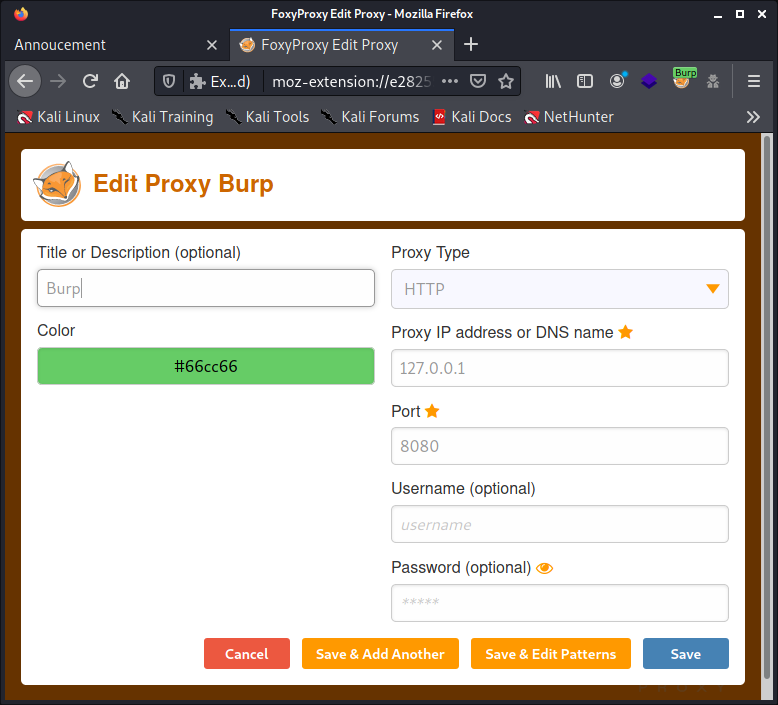 FoxyProxy Edit Proxy - Mozilla Firefox
Annoucement
FoxyProxy Edit Proxy
Ex...d)
moz-extension://e2825
Burp
Kali Linux
Kali Training
Kali Tools
Kali Forums
Kali Docs
NetHunter
Edit Proxy Burp
Title or Description (optional)
Proxy Type
Burp
HTTP
Color
Proxy IP address or DNS name
#66cc66
127.0.0.1
Port
8080
Username (optional)
username
Password (optional)
*****
Cancel
Save & Add Another
Save & Edit Patterns
Save